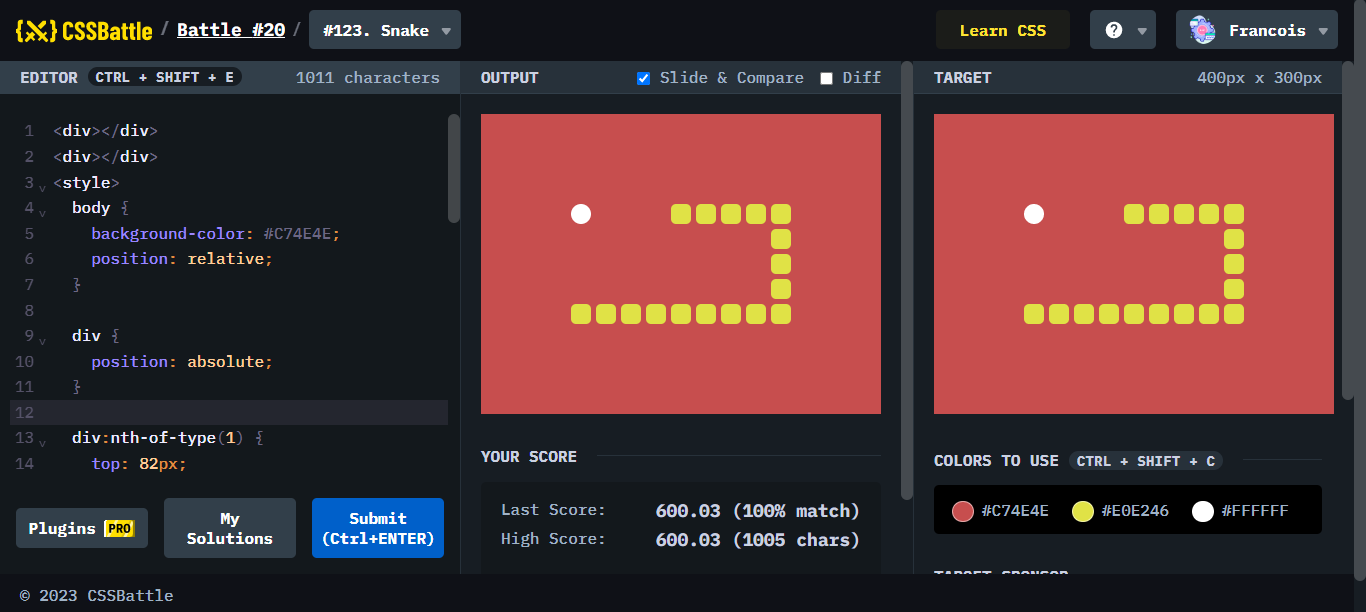 {X} CSSBattle / Battle #20 / #123. Snake ▼
Learn CSS
? ▼
Francois ▼
EDITOR CTRL + SHIFT + E 1011 characters
OUTPUT Slide & Compare Diff
TARGET 400px x 300px
1 <div></div>
2 <div></div>
3 <style>
4 body {
5 background-color: #C74E4E;
6 position: relative;
7 }
8
9 div {
10 position: absolute;
11 }
12
13 div:nth-of-type(1) {
14 top: 82px;
Plugins PRO
My
Solutions
Submit
(Ctrl+ENTER)
YOUR SCORE
Last Score: 600.03 (100% match)
High Score: 600.03 (1005 chars)
COLORS TO USE CTRL + SHIFT + C
#C74E4E #E0E246 #FFFFFF
TARGET SPONSOR
© 2023 CSSBattle